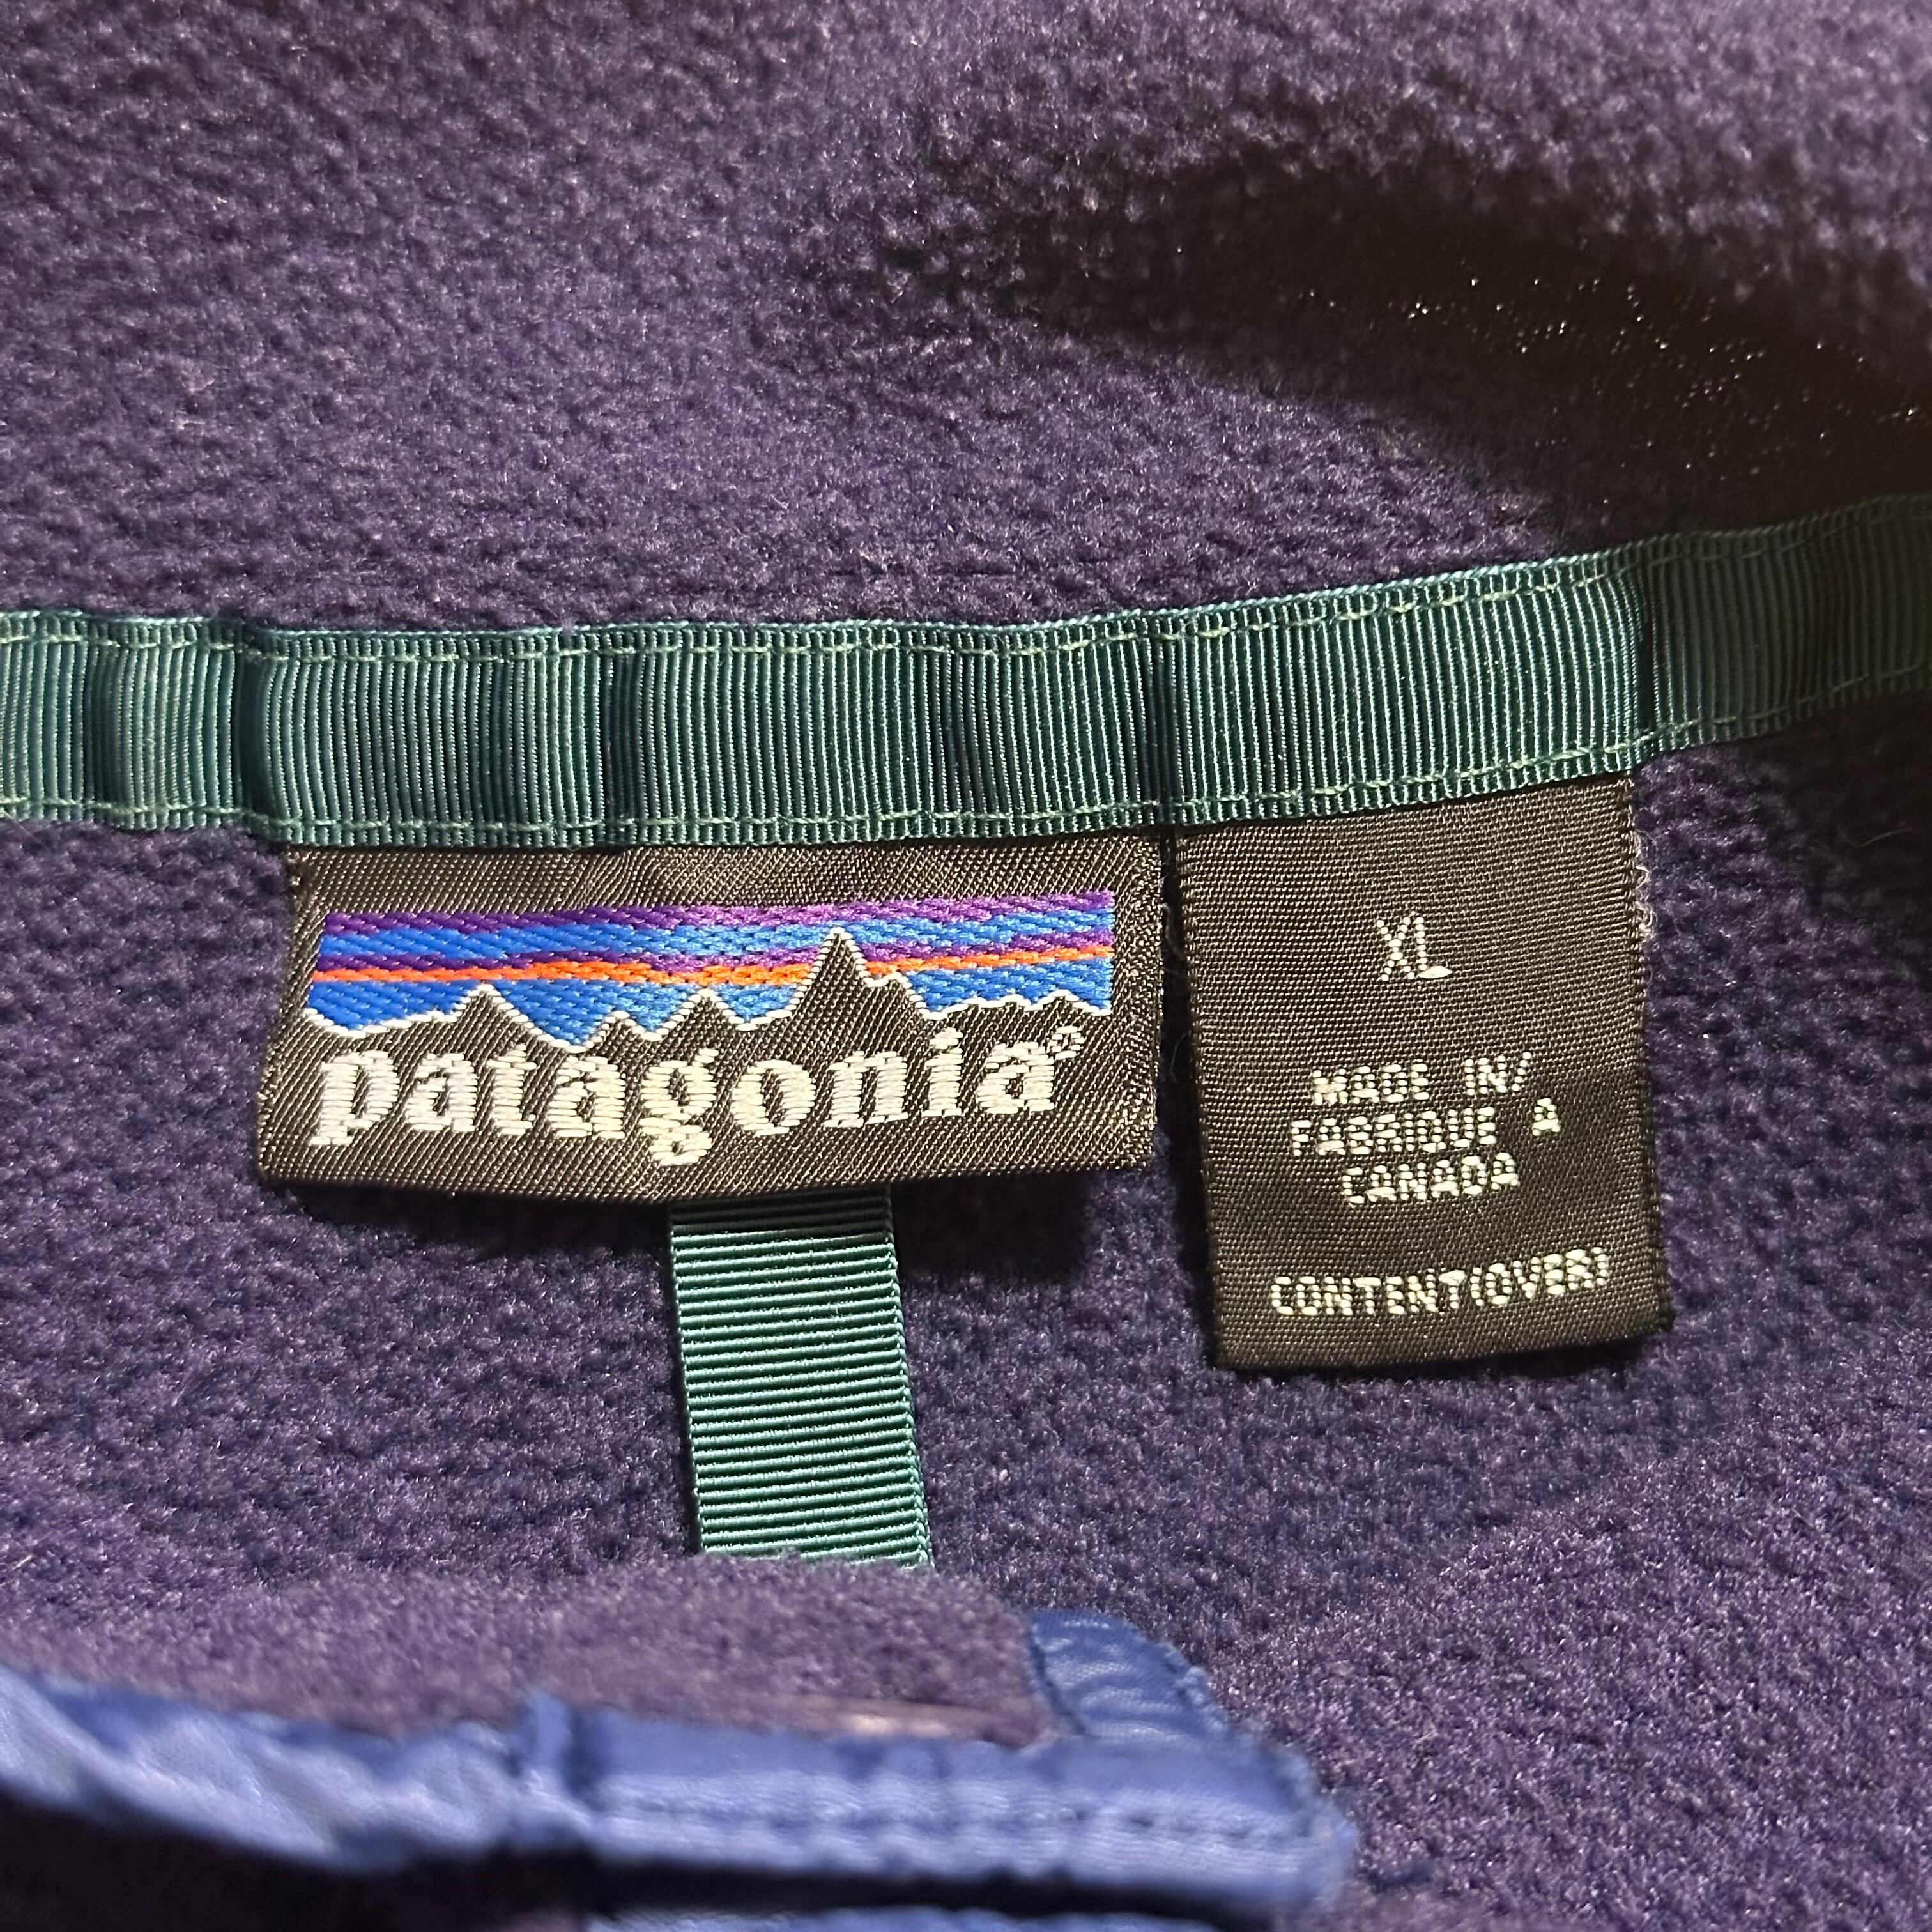 patagonia®
XL
MADE IN/
FABRIQUE A
CANADA
CONTENT(OVER)